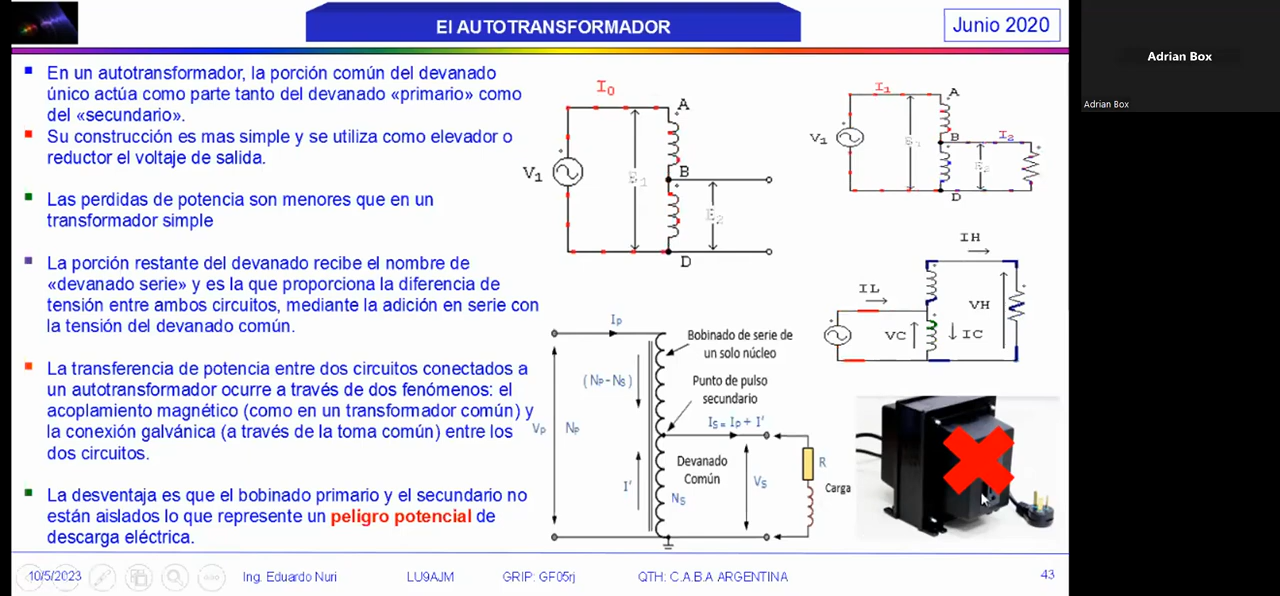 El AUTOTRANSFORMADOR
Junio 2020
En un autotransformador, la porción común del devanado
único actúa como parte tanto del devanado «primario» como
del «secundario».
Su construcción es mas simple y se utiliza como elevador o
reductor el voltaje de salida.
Las perdidas de potencia son menores que en un
transformador simple
La porción restante del devanado recibe el nombre de
«devanado serie» y es la que proporciona la diferencia de
tensión entre ambos circuitos, mediante la adición en serie con
la tensión del devanado común.
La transferencia de potencia entre dos circuitos conectados a
un autotransformador ocurre a través de dos fenómenos: el
acoplamiento magnético (como en un transformador común) y
la conexión galvánica (a través de la toma común) entre los
dos circuitos.
La desventaja es que el bobinado primario y el secundario no
están aislados lo que represente un peligro potencial de
descarga eléctrica.
I0
A
V1
E1
B
E2
D
I1
A
V1
E1
B
I2
E2
D
IH
IL
VH
VC
IC
IP
Bobinado de serie de
un solo núcleo
(NP-NS)
Punto de pulso
secundario
IS= IP + I'
VP
NP
Devanado
Común
I'
NS
VS
R
Carga
10/5/2023
Ing. Eduardo Nuri
LU9AJM
GRIP: GF05rj
QTH: C.A.B.A ARGENTINA
43
Adrian Box
Adrian Box